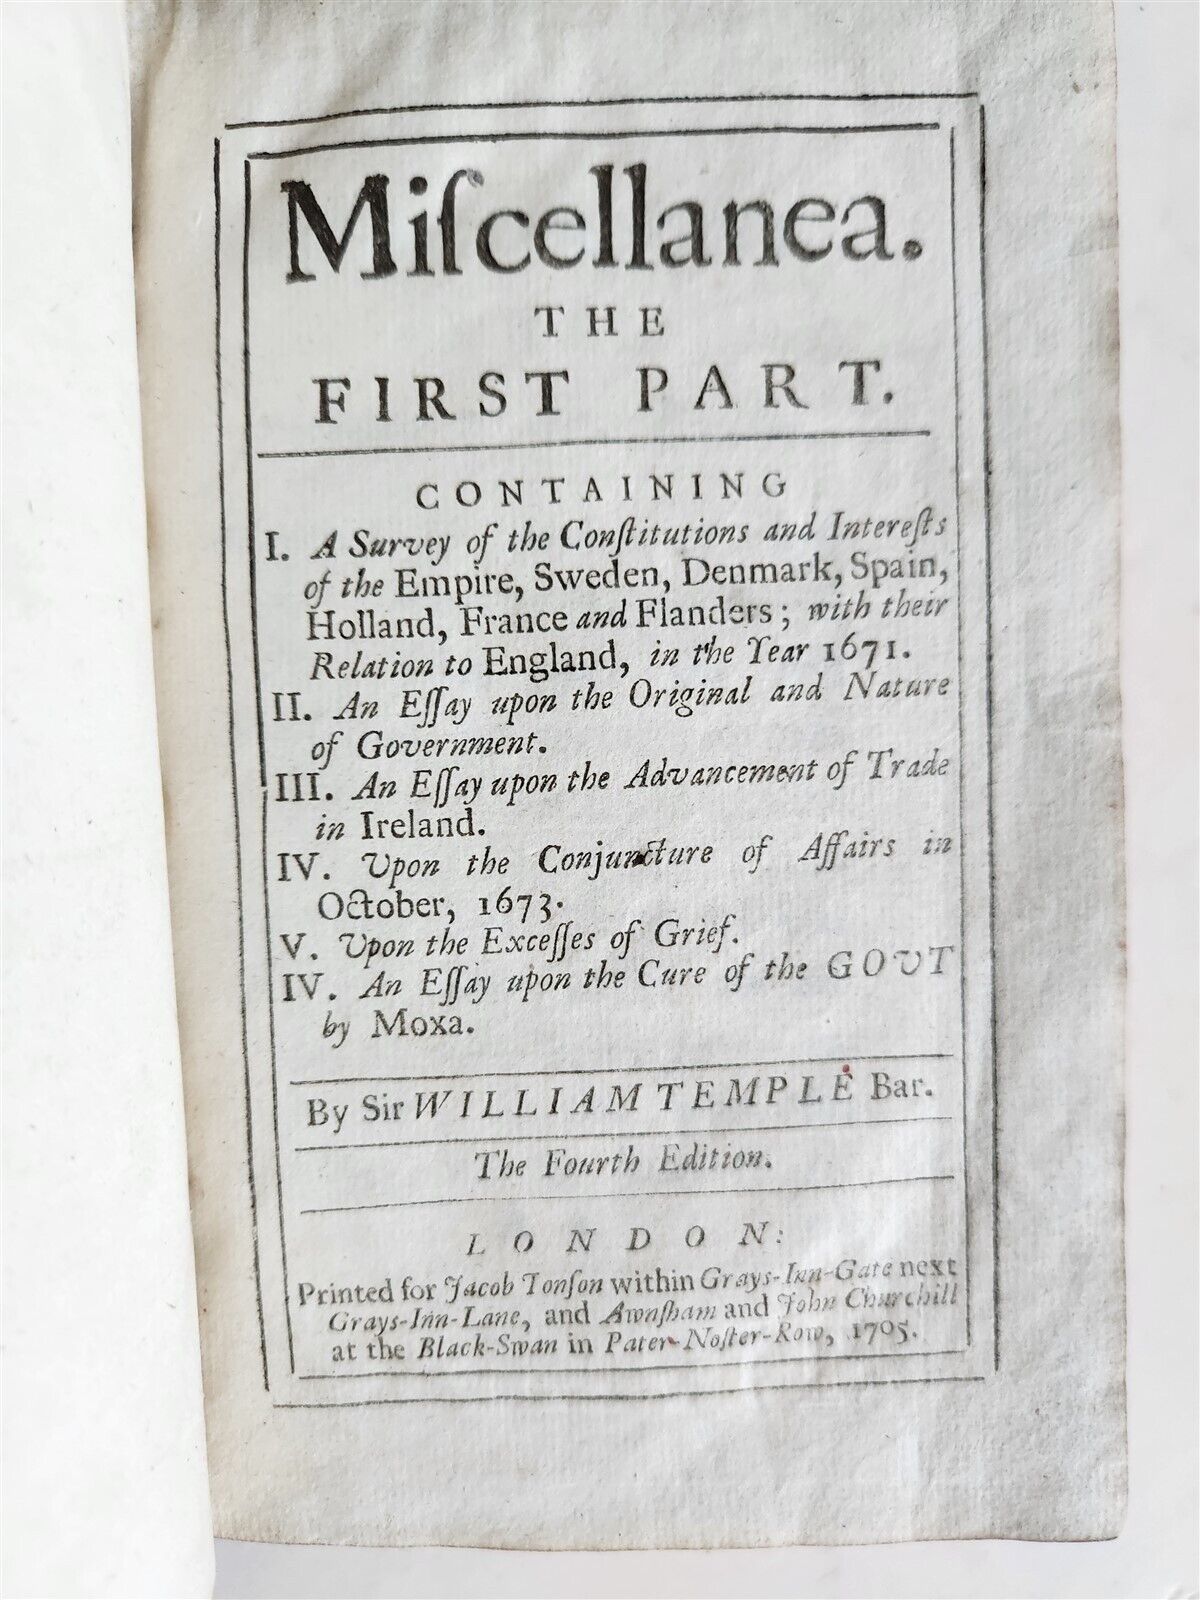 Miſcellanea.
THE
FIRST PART.
CONTAINING
I. A Survey of the Conſtitutions and Intereſts
of the Empire, Sweden, Denmark, Spain,
Holland, France and Flanders; with their
Relation to England, in the Year 1671.
II. An Eſſay upon the Original and Nature
of Government.
III. An Eſſay upon the Advancement of Trade
in Ireland.
IV. Upon the Conjuncture of Affairs in
October, 1673.
V. Upon the Exceſſes of Grief.
IV. An Eſſay upon the Cure of the GOUT
by Moxa.
By Sir WILLIAM TEMPLE Bar.
The Fourth Edition.
LONDON:
Printed for Jacob Tonſon within Grays-Inn-Gate next
Grays-Inn-Lane, and Awnſham and John Churchill
at the Black-Swan in Pater-Noſter-Row, 1705.